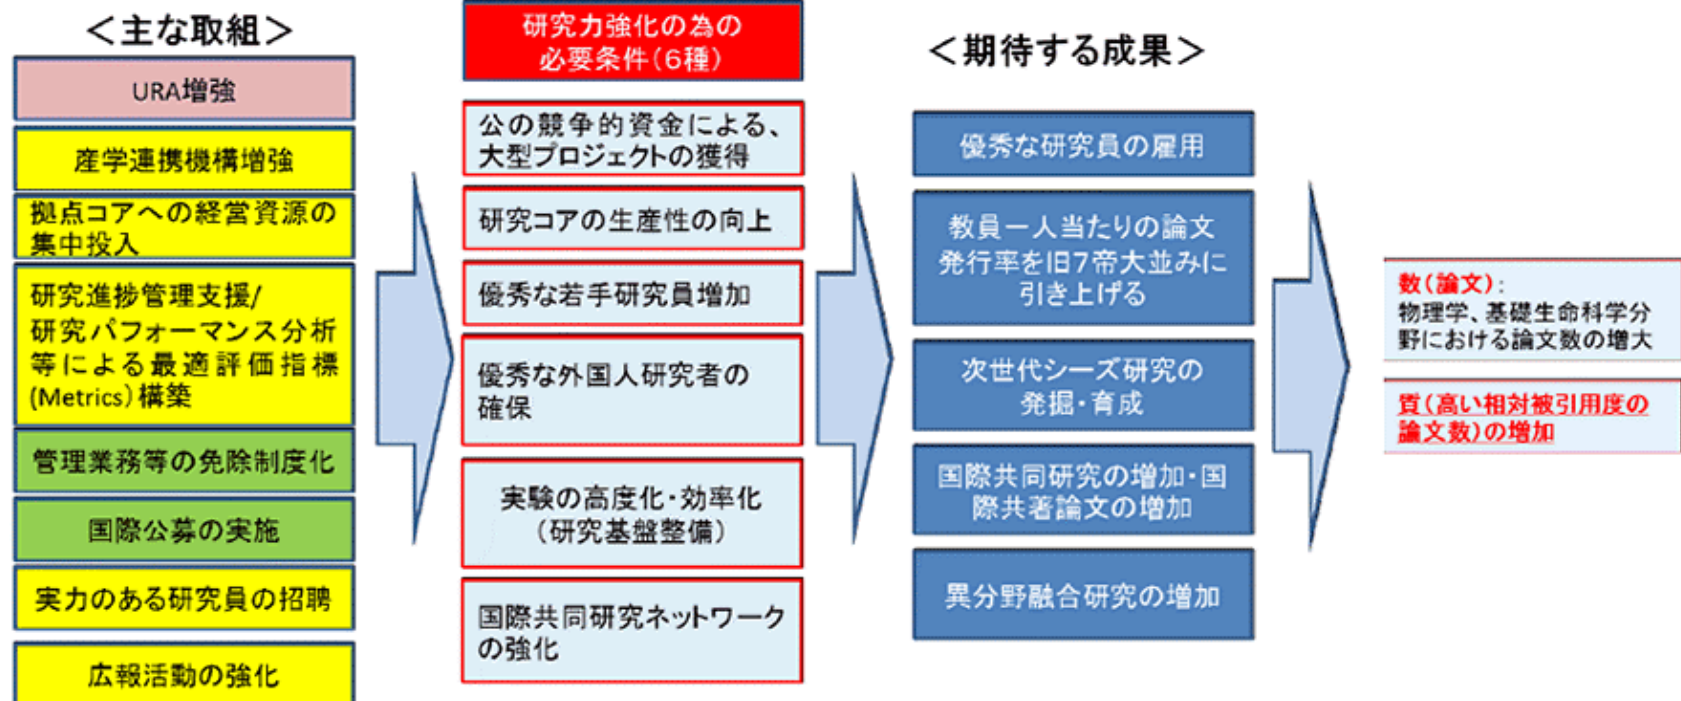 ＜主な取組＞
URA増強
産学連携機構増強
拠点コアへの経営資源の
集中投入
研究進捗管理支援/
研究パフォーマンス分析
等による最適評価指標
(Metrics)構築
管理業務等の免除制度化
国際公募の実施
実力のある研究員の招聘
広報活動の強化
研究力強化の為の
必要条件(6種)
公の競争的資金による、
大型プロジェクトの獲得
研究コアの生産性の向上
優秀な若手研究員増加
優秀な外国人研究者の
確保
実験の高度化・効率化
(研究基盤整備)
国際共同研究ネットワーク
の強化
＜期待する成果＞
優秀な研究員の雇用
教員一人当たりの論文
発行率を旧7帝大並みに
引き上げる
次世代シーズ研究の
発掘・育成
国際共同研究の増加・国
際共著論文の増加
異分野融合研究の増加
数(論文)：
物理学、基礎生命科学分
野における論文数の増大
質(高い相対被引用度の
論文数)の増加